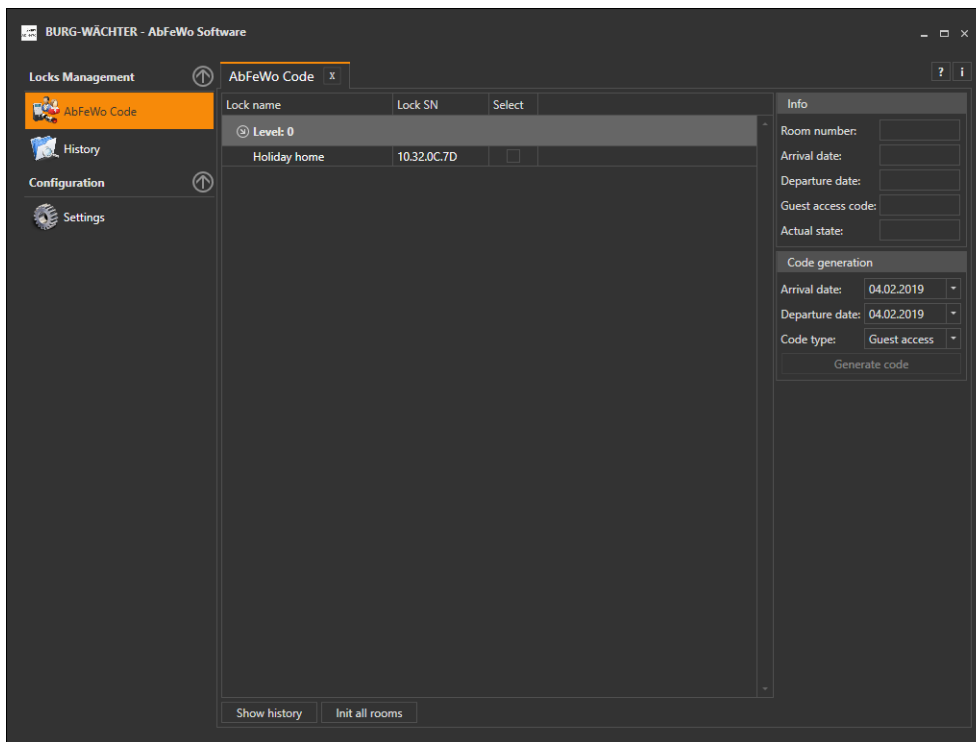 BURG-WÄCHTER - AbFeWo Software
Locks Management
AbFeWo Code
History
Configuration
Settings
AbFeWo Code X
? i
Lock name Lock SN Select
Level: 0
Holiday home 10.32.0C.7D
Show history Init all rooms
Info
Room number:
Arrival date:
Departure date:
Guest access code:
Actual state:
Code generation
Arrival date: 04.02.2019
Departure date: 04.02.2019
Code type: Guest access
Generate code